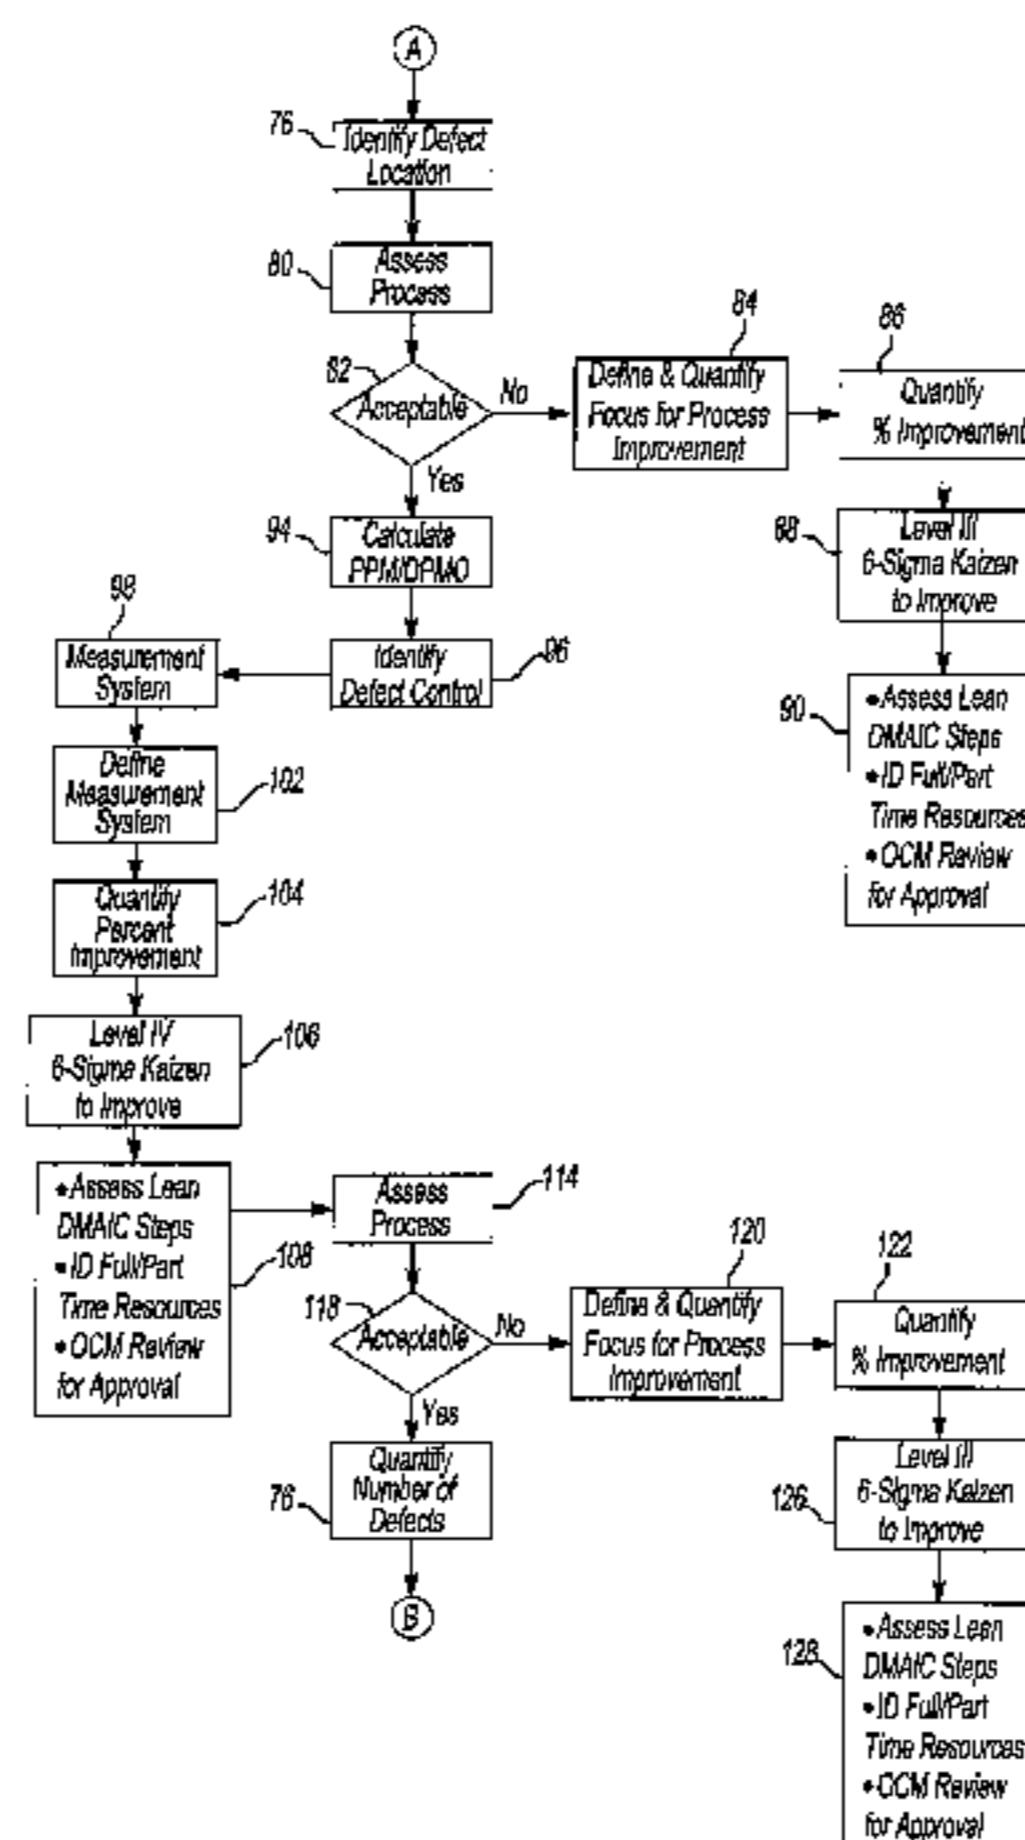 A
76
Identify Defect
Location
80
Assess
Process
82
Acceptable
No
Yes
84
Define & Quantify
Focus for Process
Improvement
86
Quantify
% Improvement
88
Level III
6-Sigma Kaizen
to Improve
90
•Assess Lean
DMAIC Steps
•ID Full/Part
Time Resources
•OCM Review
for Approval
94
Calculate
PPM/DPMO
96
Identify
Defect Control
98
Measurement
System
102
Define
Measurement
System
104
Quantify
Percent
Improvement
106
Level IV
6-Sigma Kaizen
to Improve
108
•Assess Lean
DMAIC Steps
•ID Full/Part
Time Resources
•OCM Review
for Approval
114
Assess
Process
118
Acceptable
No
Yes
120
Define & Quantify
Focus for Process
Improvement
122
Quantify
% Improvement
126
Level III
6-Sigma Kaizen
to Improve
128
•Assess Lean
DMAIC Steps
•ID Full/Part
Time Resources
•OCM Review
for Approval
76
Quantify
Number of
Defects
B